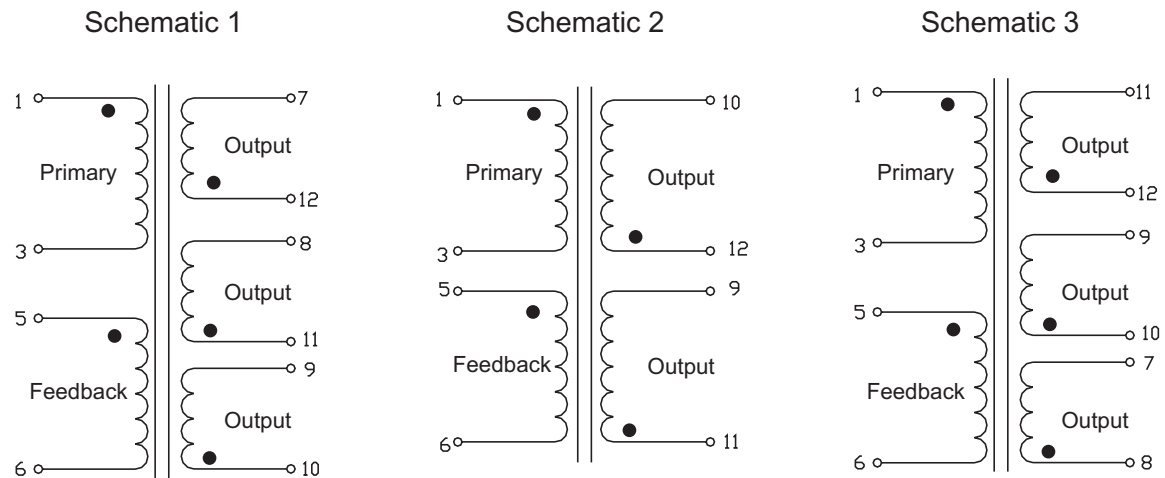 Schematic 1
1
Primary
3
5
Feedback
6
7
Output
12
8
Output
11
9
Output
10
Schematic 2
1
Primary
3
5
Feedback
6
10
Output
12
9
Output
11
Schematic 3
1
Primary
3
5
Feedback
6
11
Output
12
9
Output
10
7
Output
8